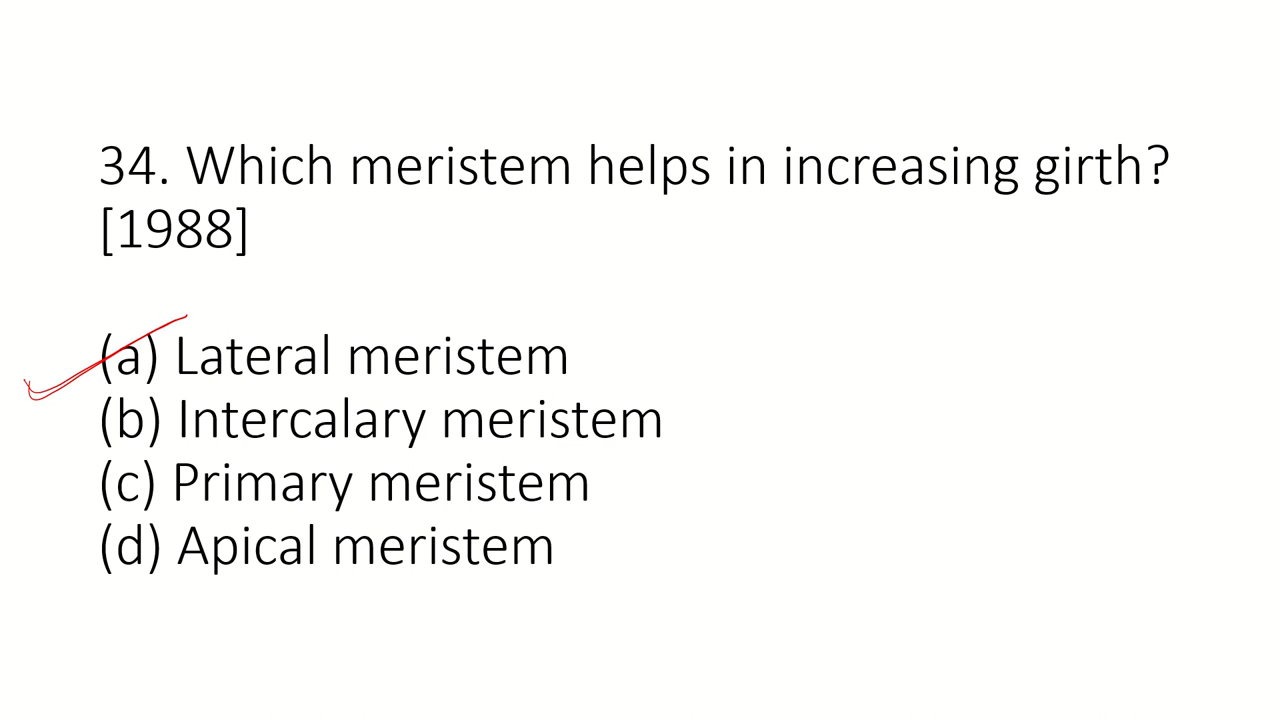 34. Which meristem helps in increasing girth?
[1988]
(a) Lateral meristem
(b) Intercalary meristem
(c) Primary meristem
(d) Apical meristem